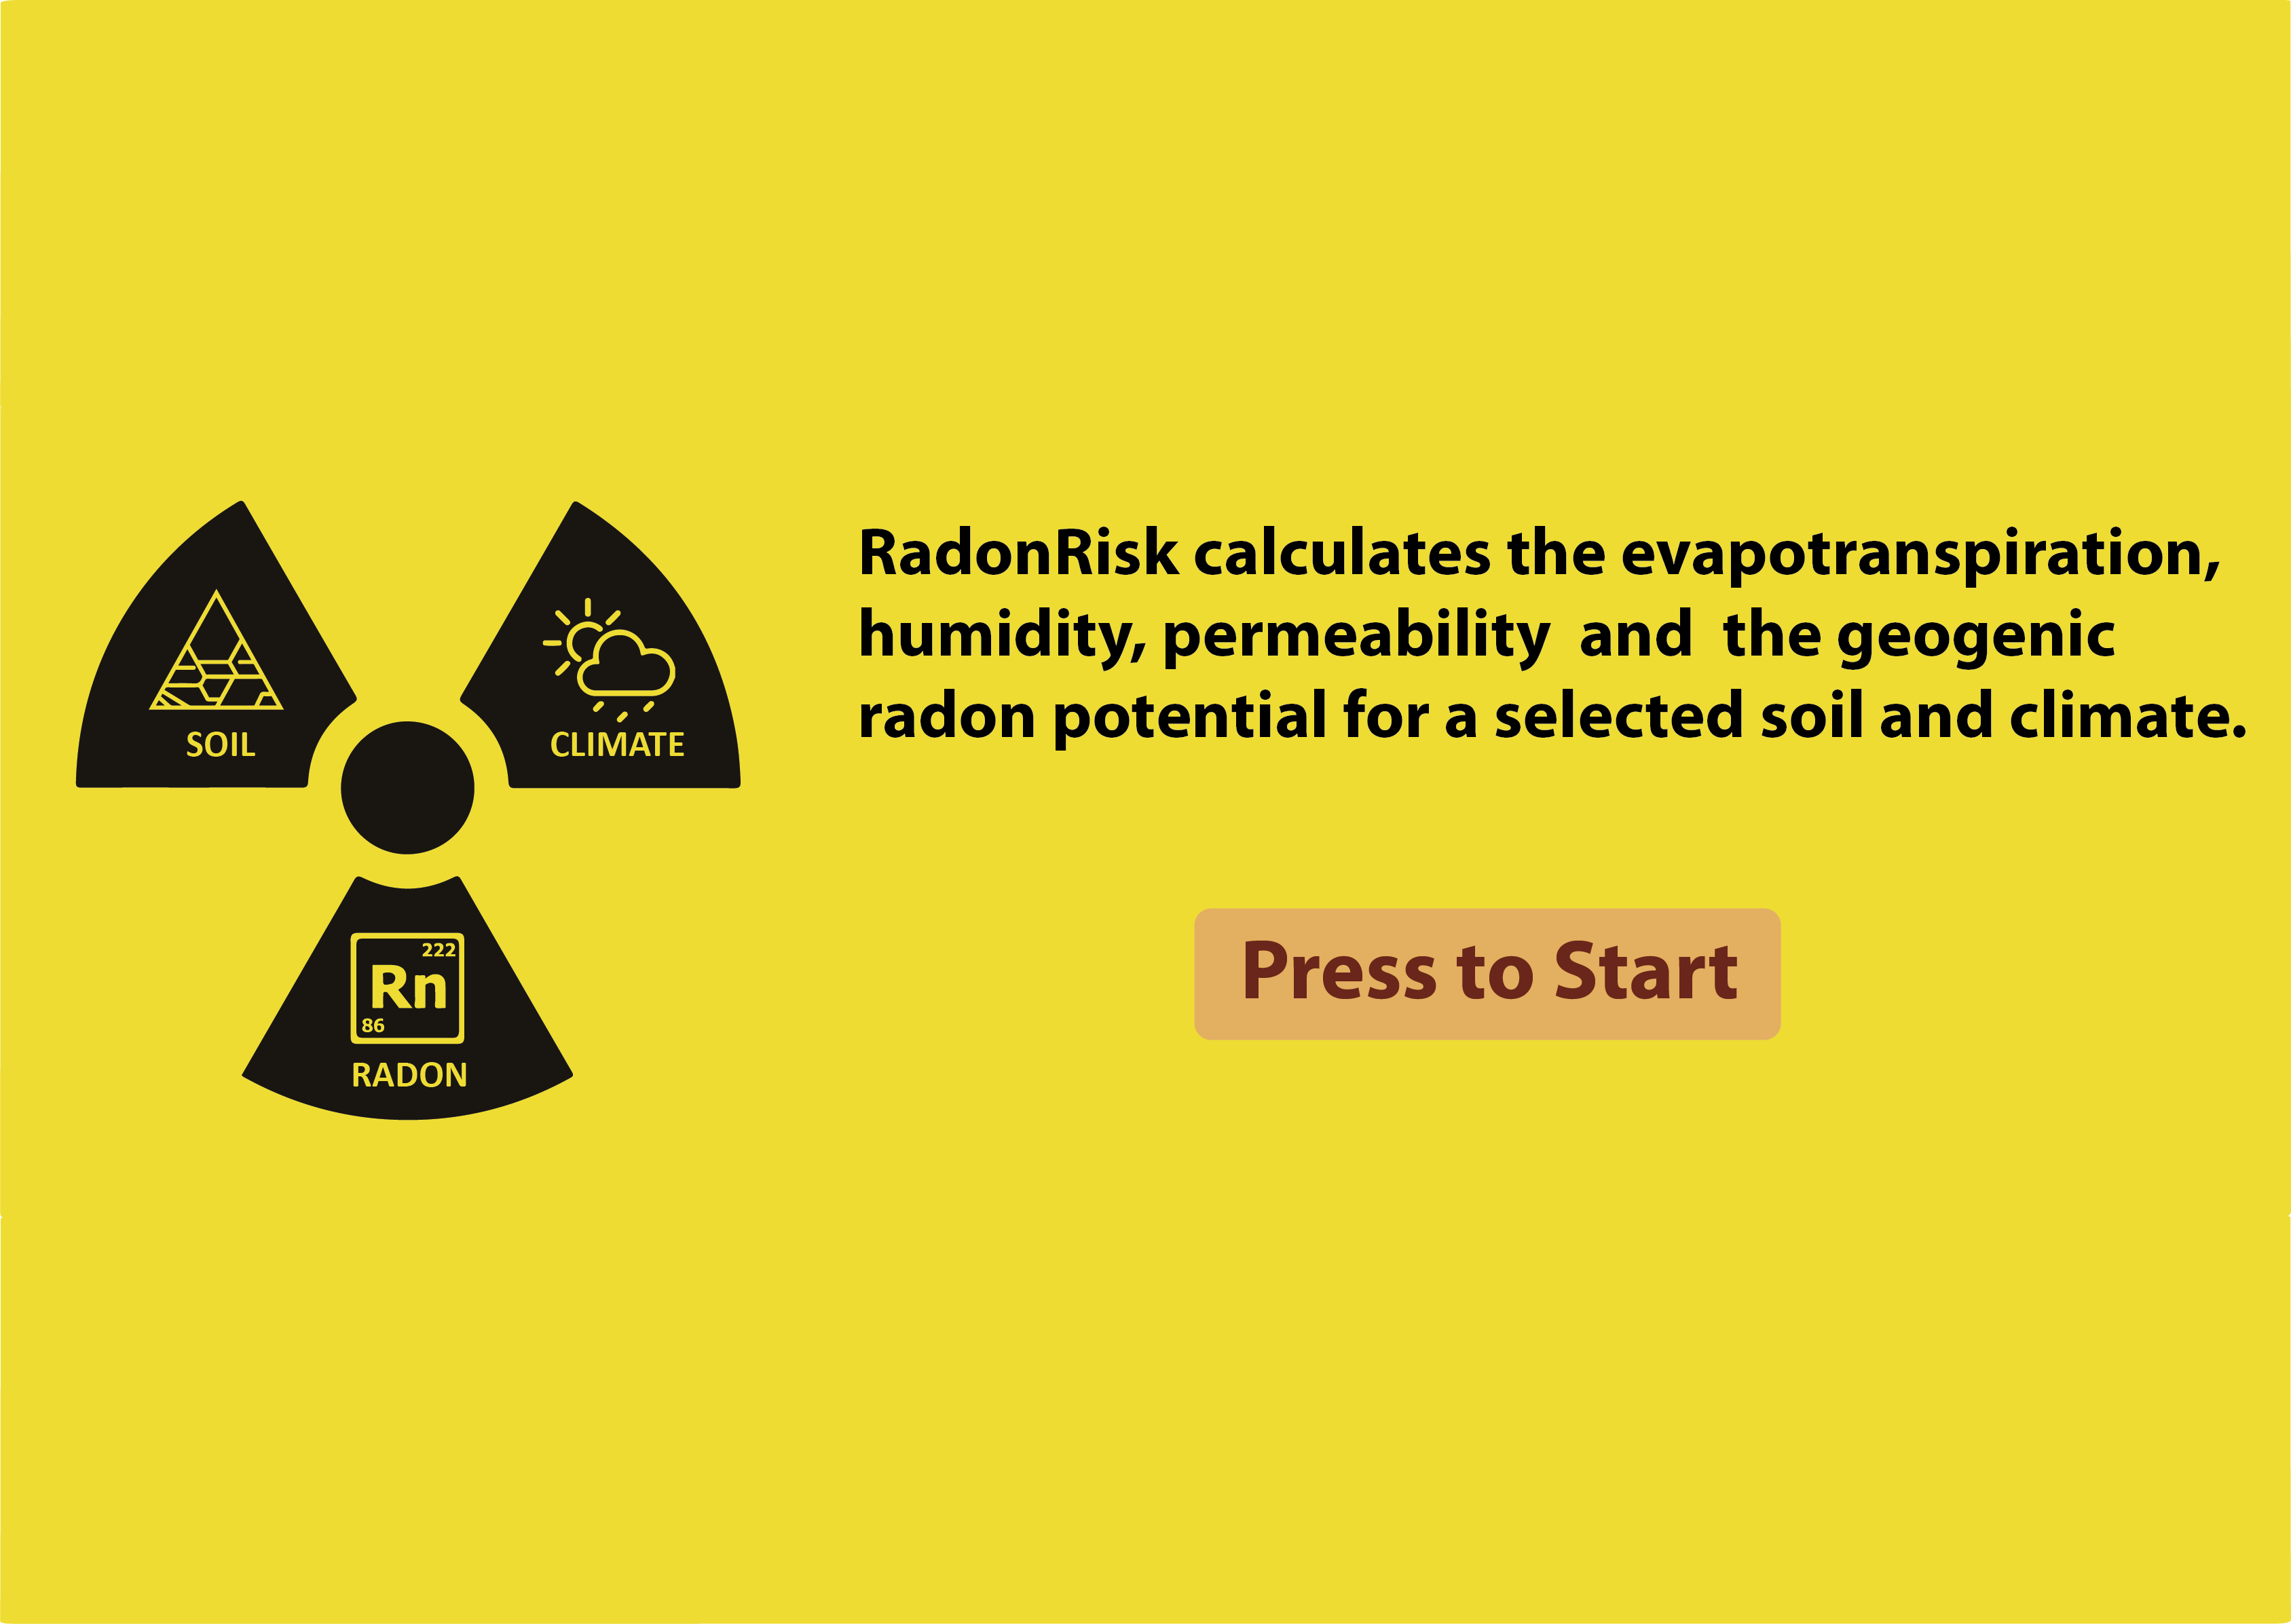 SOIL
CLIMATE
222
Rn
86
RADON
RadonRisk calculates the evapotranspiration,
humidity, permeability and the geogenic
radon potential for a selected soil and climate.
Press to Start